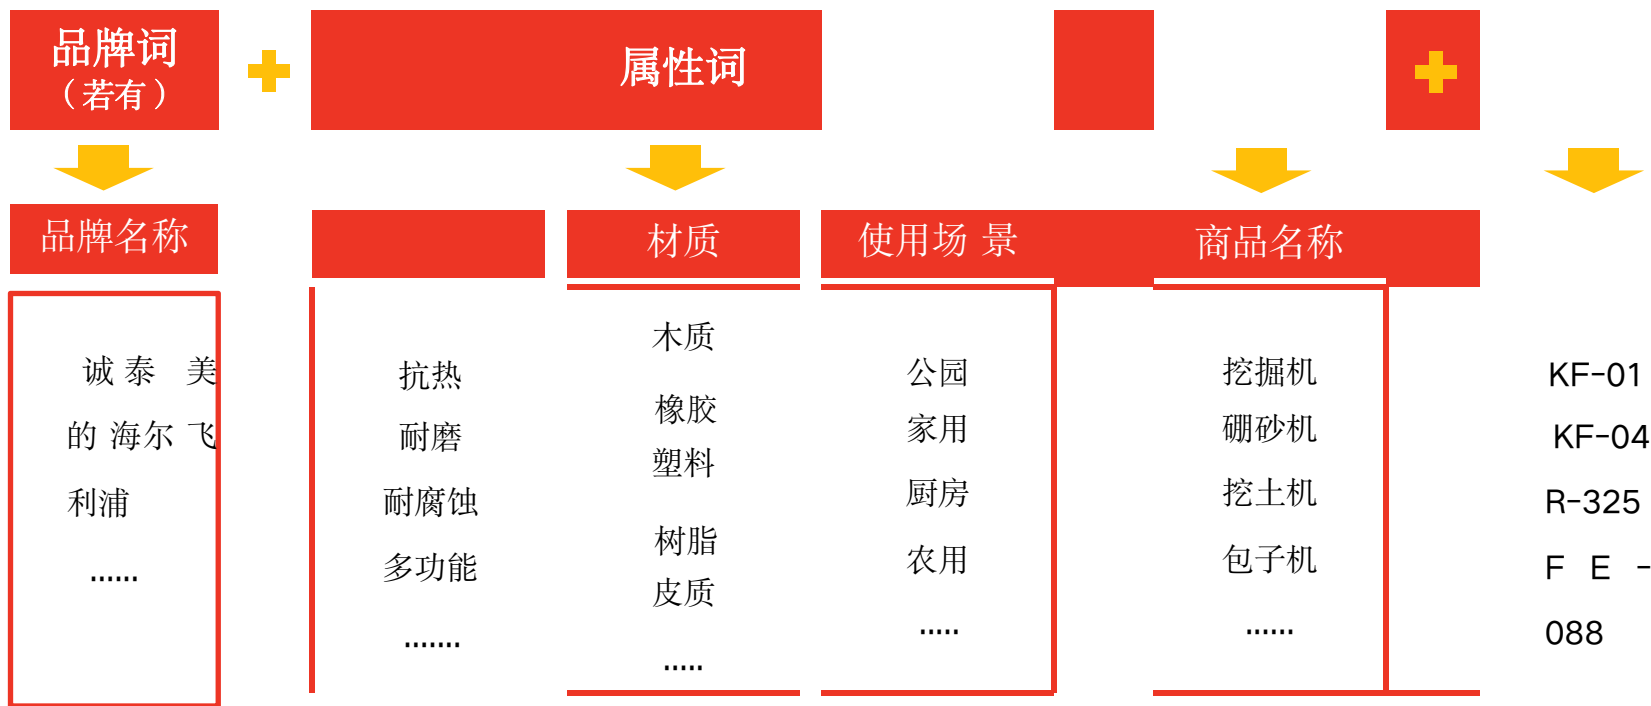 品牌词
（若有）
属性词
品牌名称
材质
使用场 景
商品名称
诚 泰 美
的 海尔 飞
利浦
......
抗热
耐磨
耐腐蚀
多功能
.......
木质
橡胶
塑料
树脂
皮质
.....
公园
家用
厨房
农用
.....
挖掘机
硼砂机
挖土机
包子机
......
KF-01
KF-04
R-325
F E -
088